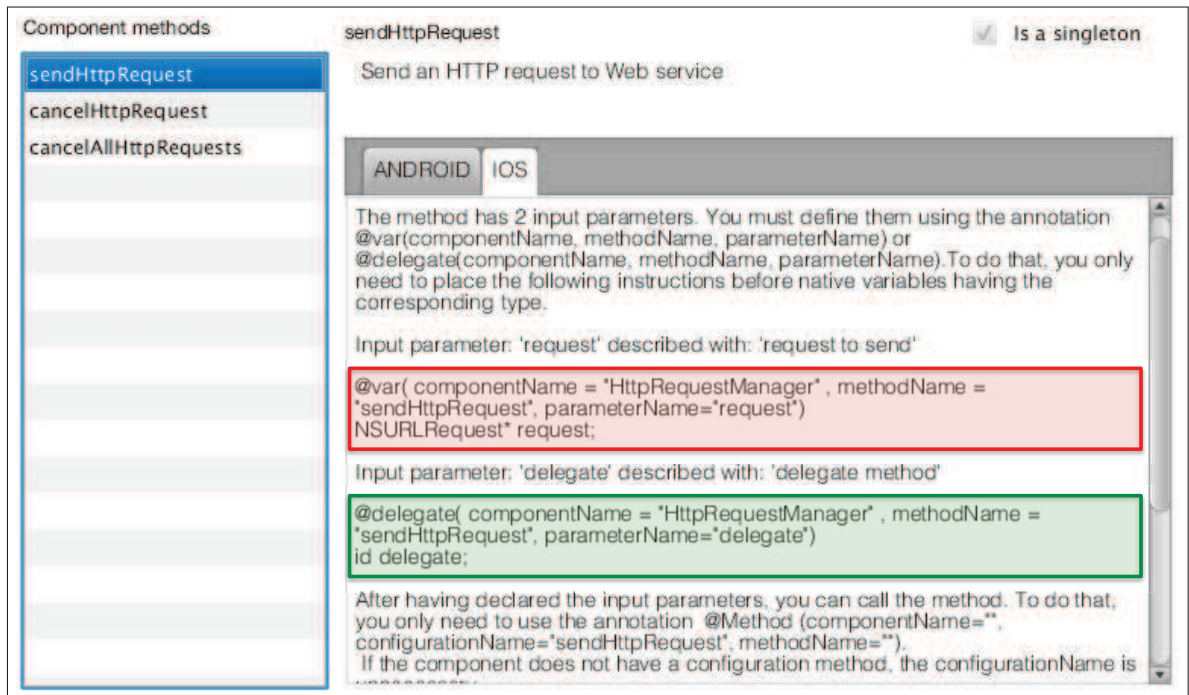 Component methods
sendHttpRequest
cancelHttpRequest
cancelAllHttpRequests
sendHttpRequest
Is a singleton
Send an HTTP request to Web service
ANDROID
IOS
The method has 2 input parameters. You must define them using the annotation
@var(componentName, methodName, parameterName) or
@delegate(componentName, methodName, parameterName).To do that, you only
need to place the following instructions before native variables having the
corresponding type.
Input parameter: 'request' described with: 'request to send'
@var( componentName = "HttpRequestManager" , methodName =
"sendHttpRequest", parameterName="request")
NSURLRequest* request;
Input parameter: 'delegate' described with: 'delegate method'
@delegate( componentName = "HttpRequestManager" , methodName =
"sendHttpRequest", parameterName="delegate")
id delegate;
After having declared the input parameters, you can call the method. To do that,
you only need to use the annotation @Method (componentName="",
configurationName="sendHttpRequest", methodName="").
If the component does not have a configuration method, the configurationName is